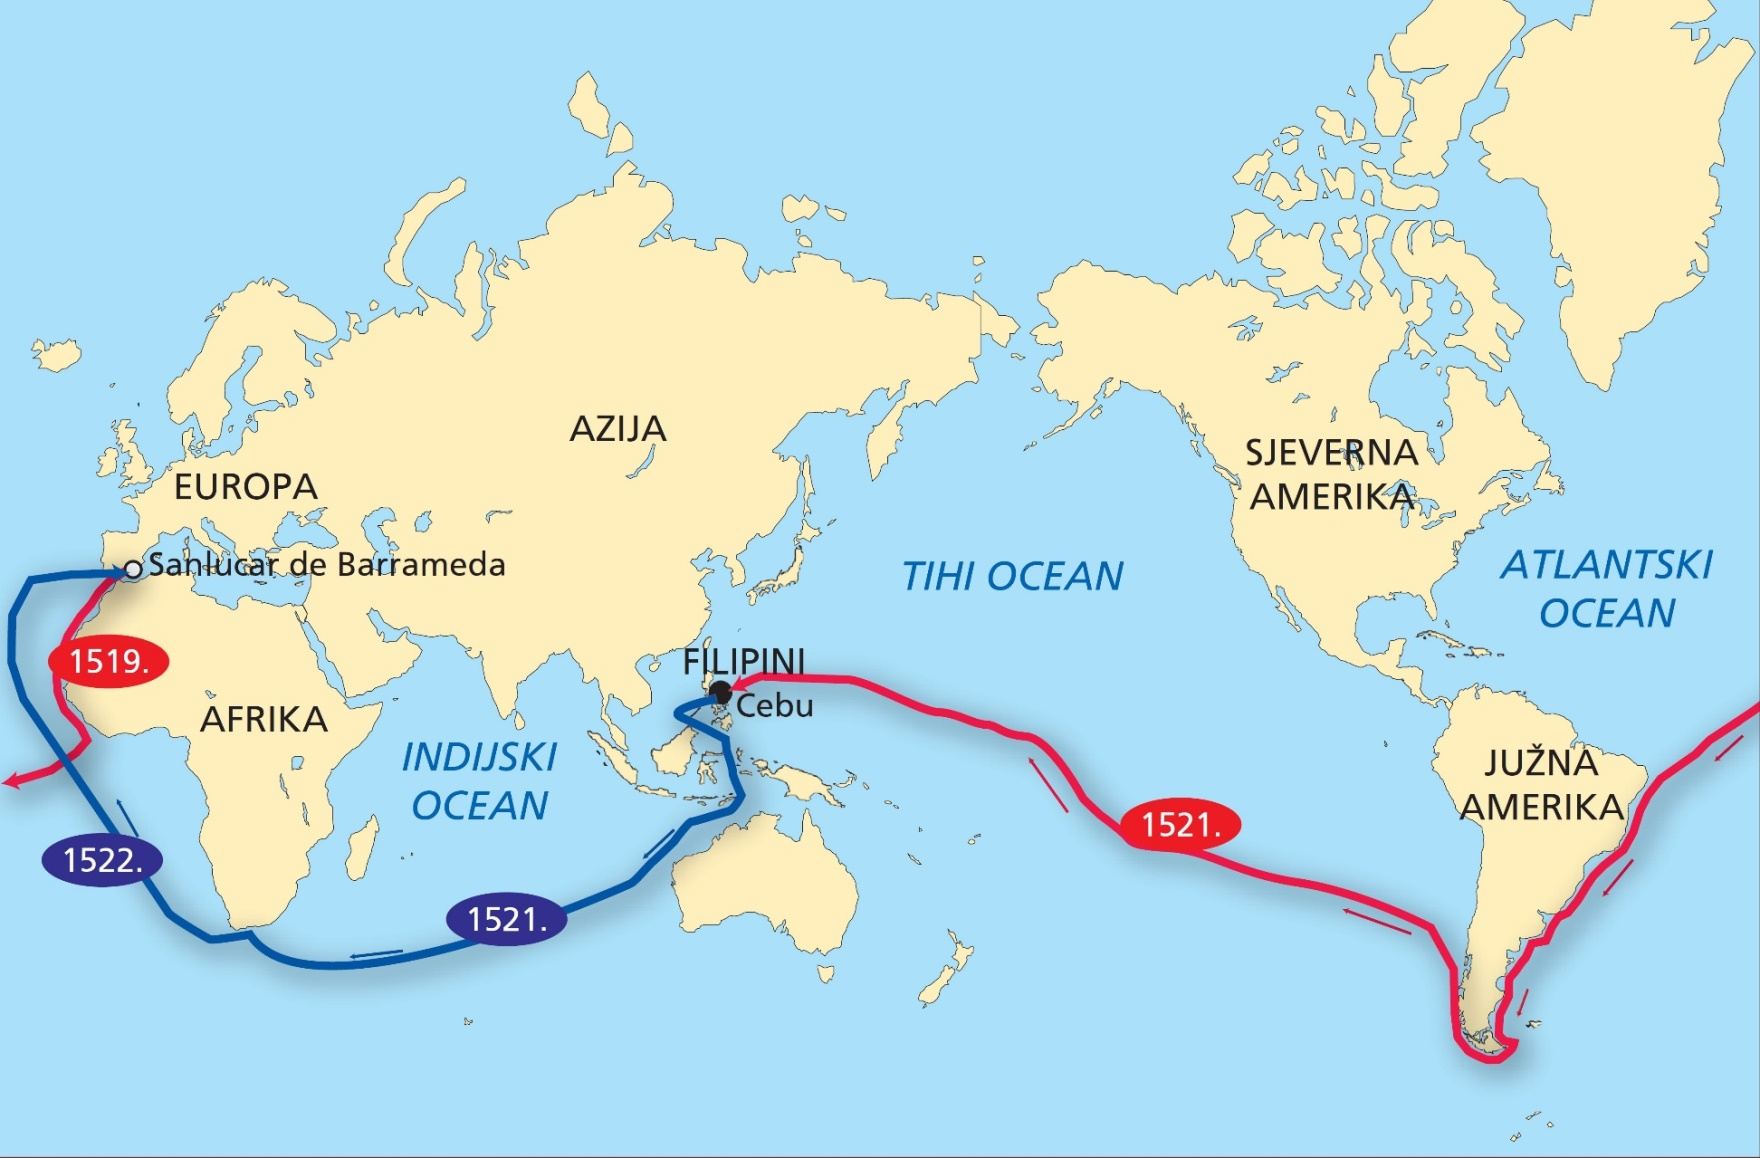 AZIJA
SJEVERNA
AMERIKA
EUROPA
Sanlucar de Barrameda
TIHI OCEAN
ATLANTSKI
OCEAN
1519.
FILIPINI
Cebu
AFRIKA
INDIJSKI
OCEAN
JUŽNA
AMERIKA
1521.
1522.
1521.